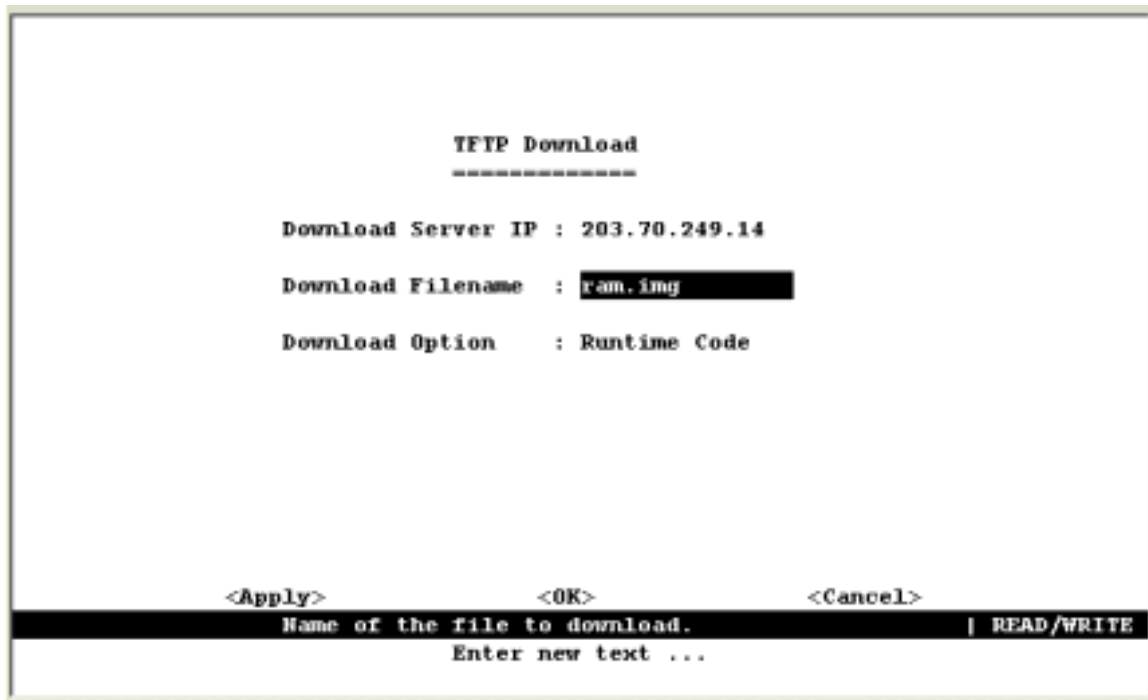 TFTP Download
=============
Download Server IP : 203.70.249.14
Download Filename : ram.img
Download Option : Runtime Code
<Apply> <OK> <Cancel>
Name of the file to download. | READ/WRITE
Enter new text ...